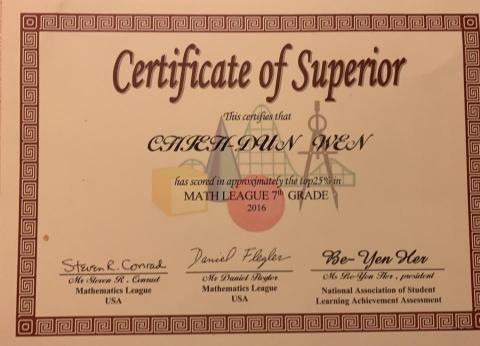 Certificate of Superior
This certifies that
CHIEH-DUN WEN
has scored in approximately the top25% in
MATH LEAGUE 7th GRADE
2016
Steven R. Conrad
Mr Steven R. Conrad
Mathematics League
USA
Daniel Flegler
Mr Daniel Flegler
Mathematics League
USA
Be-Yen Her
Ms Be-Yen Her, president
National Association of Student
Learning Achievement Assessment